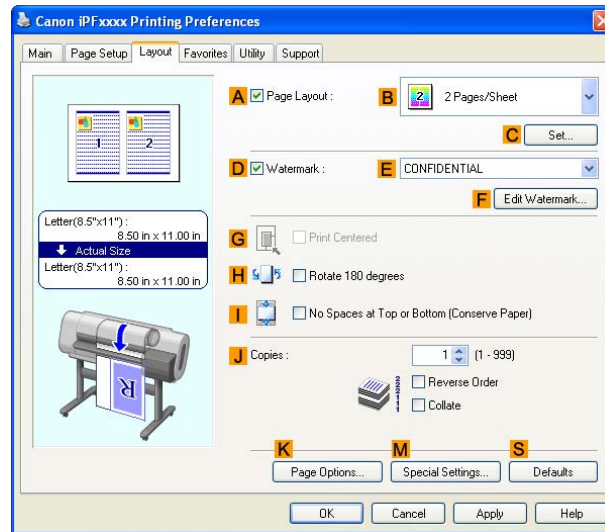 Canon iPFxxxx Printing Preferences
Main Page Setup Layout Favorites Utility Support
A Page Layout : B 2 2 Pages/Sheet
1 2
C Set...
D Watermark : E CONFIDENTIAL
F Edit Watermark...
Letter(8.5"x11") :
8.50 in x 11.00 in
Actual Size
Letter(8.5"x11") :
8.50 in x 11.00 in
G Print Centered
H Rotate 180 degrees
I No Spaces at Top or Bottom (Conserve Paper)
R
J Copies : 1 (1 - 999)
Reverse Order
Collate
K M S
Page Options... Special Settings... Defaults
OK Cancel Apply Help